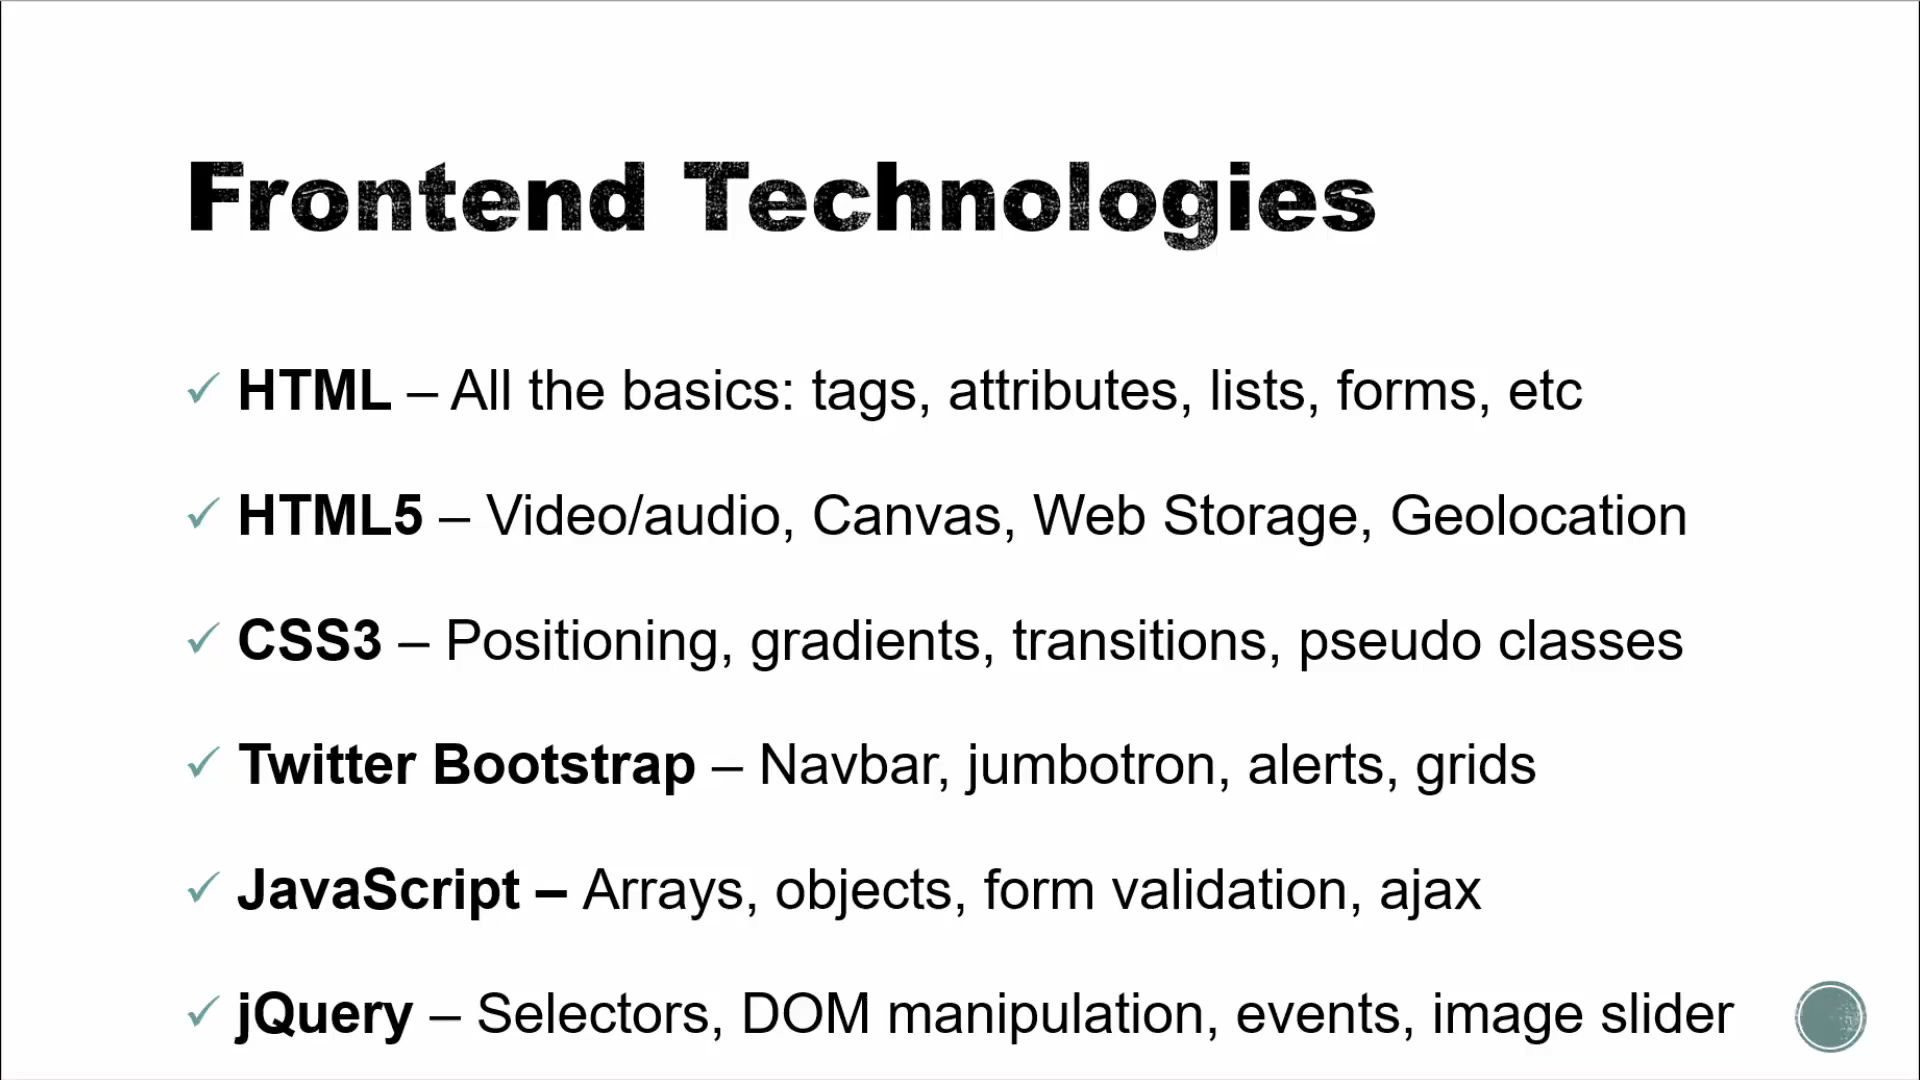 Frontend Technologies
✓ HTML – All the basics: tags, attributes, lists, forms, etc
✓ HTML5 – Video/audio, Canvas, Web Storage, Geolocation
✓ CSS3 – Positioning, gradients, transitions, pseudo classes
✓ Twitter Bootstrap – Navbar, jumbotron, alerts, grids
✓ JavaScript – Arrays, objects, form validation, ajax
✓ jQuery – Selectors, DOM manipulation, events, image slider